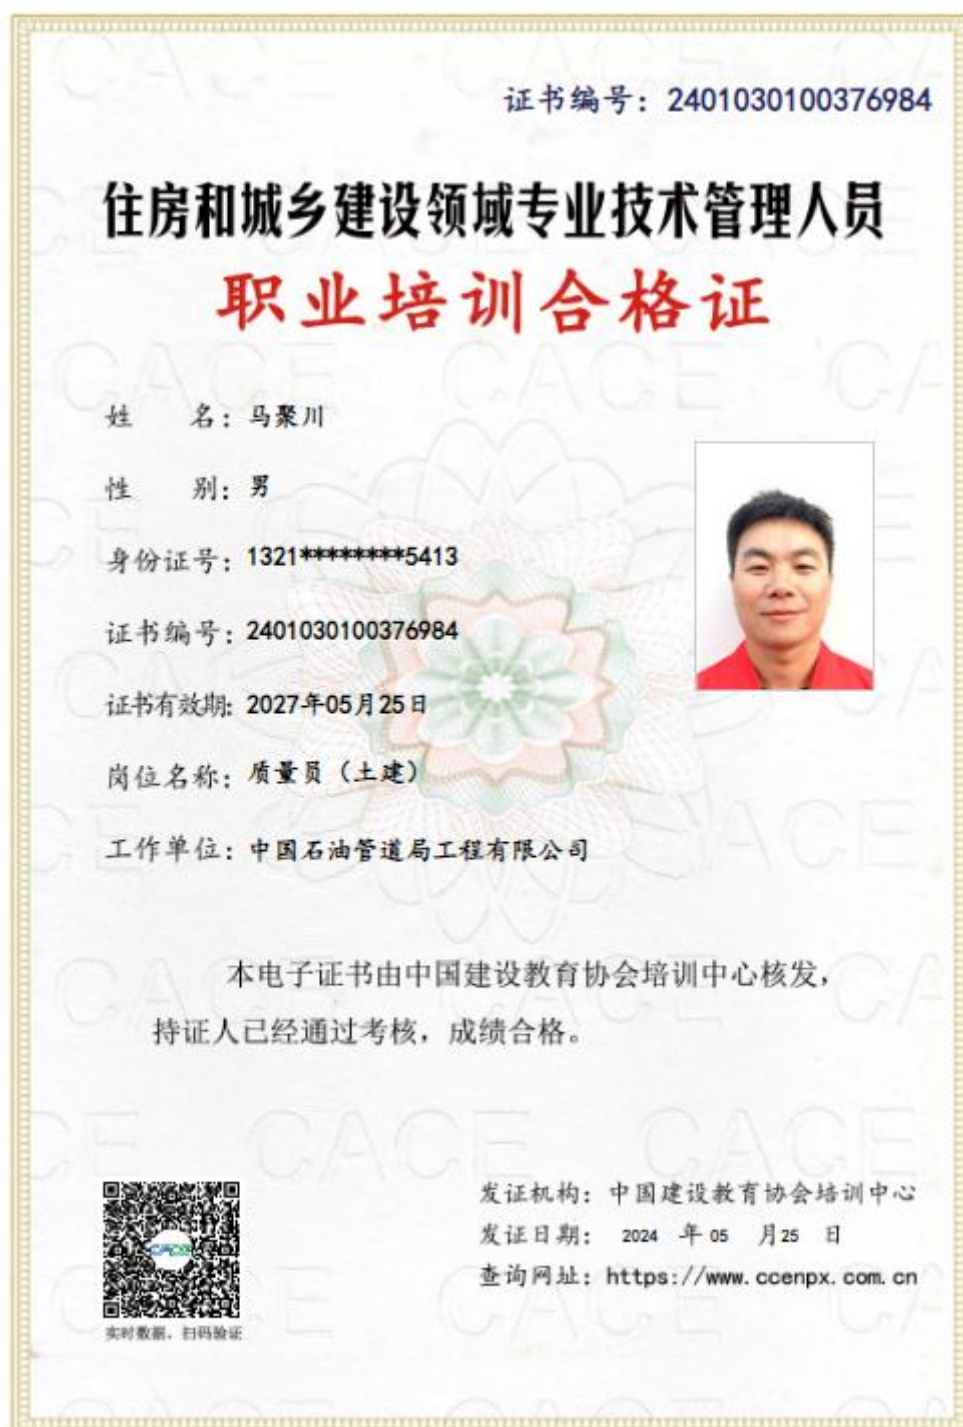 证书编号：2401030100376984
住房和城乡建设领域专业技术管理人员
职业培训合格证
姓 名：马聚川
性 别：男
身份证号：1321********5413
证书编号：2401030100376984
证书有效期：2027年05月25日
岗位名称：质量员（土建）
工作单位：中国石油管道局工程有限公司
本电子证书由中国建设教育协会培训中心核发，
持证人已经通过考核，成绩合格。
发证机构：中国建设教育协会培训中心
发证日期： 2024 年 05 月25 日
查询网址：https://www.ccenpx.com.cn
CACE
实时数据，扫码验证